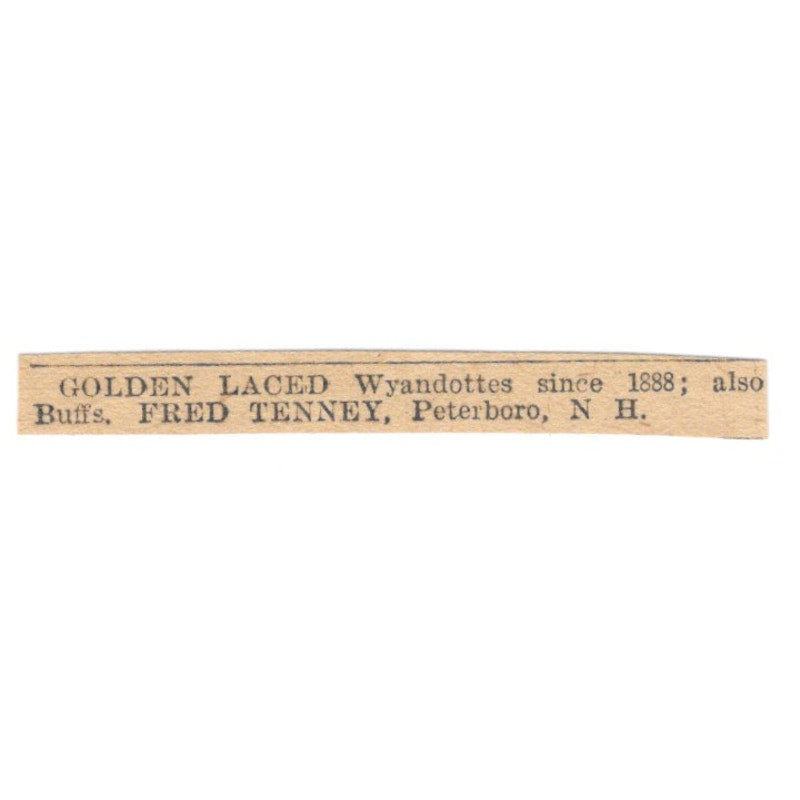 GOLDEN LACED Wyandottes since 1888; also
Buffs. FRED TENNEY, Peterboro, N H.